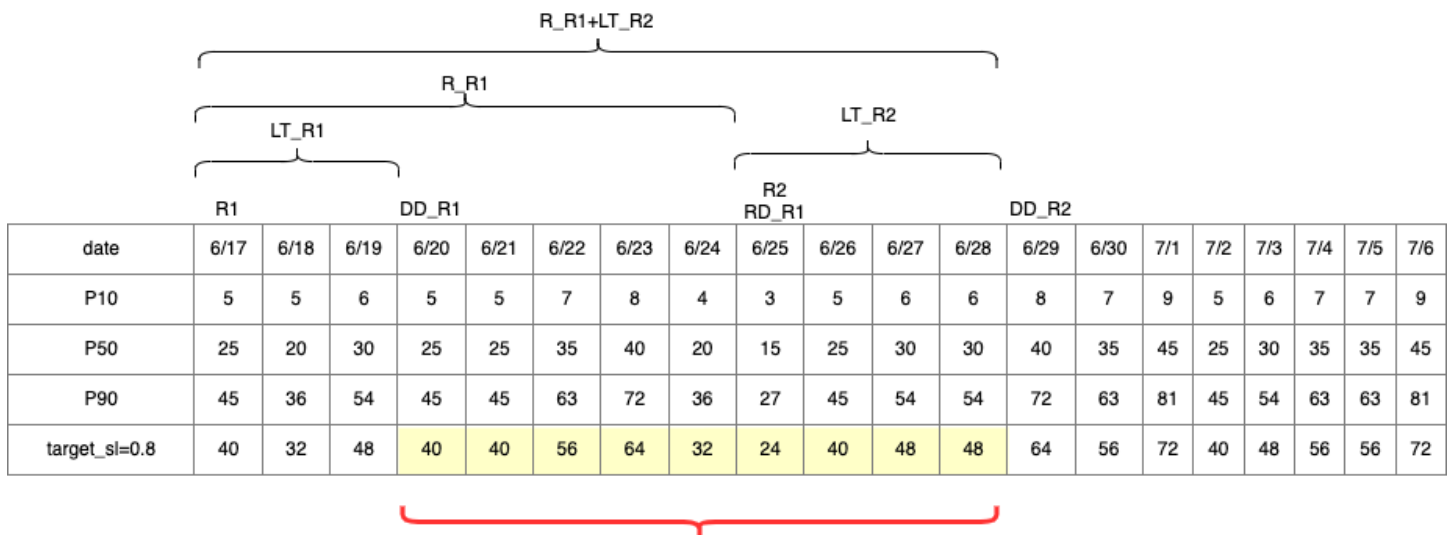 R_R1+LT_R2
R_R1
LT_R1
LT_R2
R1
DD_R1
R2
RD_R1
DD_R2
date 6/17 6/18 6/19 6/20 6/21 6/22 6/23 6/24 6/25 6/26 6/27 6/28 6/29 6/30 7/1 7/2 7/3 7/4 7/5 7/6
P10 5 5 6 5 5 7 8 4 3 5 6 6 8 7 9 5 6 7 7 9
P50 25 20 30 25 25 35 40 20 15 25 30 30 40 35 45 25 30 35 35 45
P90 45 36 54 45 45 63 72 36 27 45 54 54 72 63 81 45 54 63 63 81
target_sl=0.8 40 32 48 40 40 56 64 32 24 40 48 48 64 56 72 40 48 56 56 72